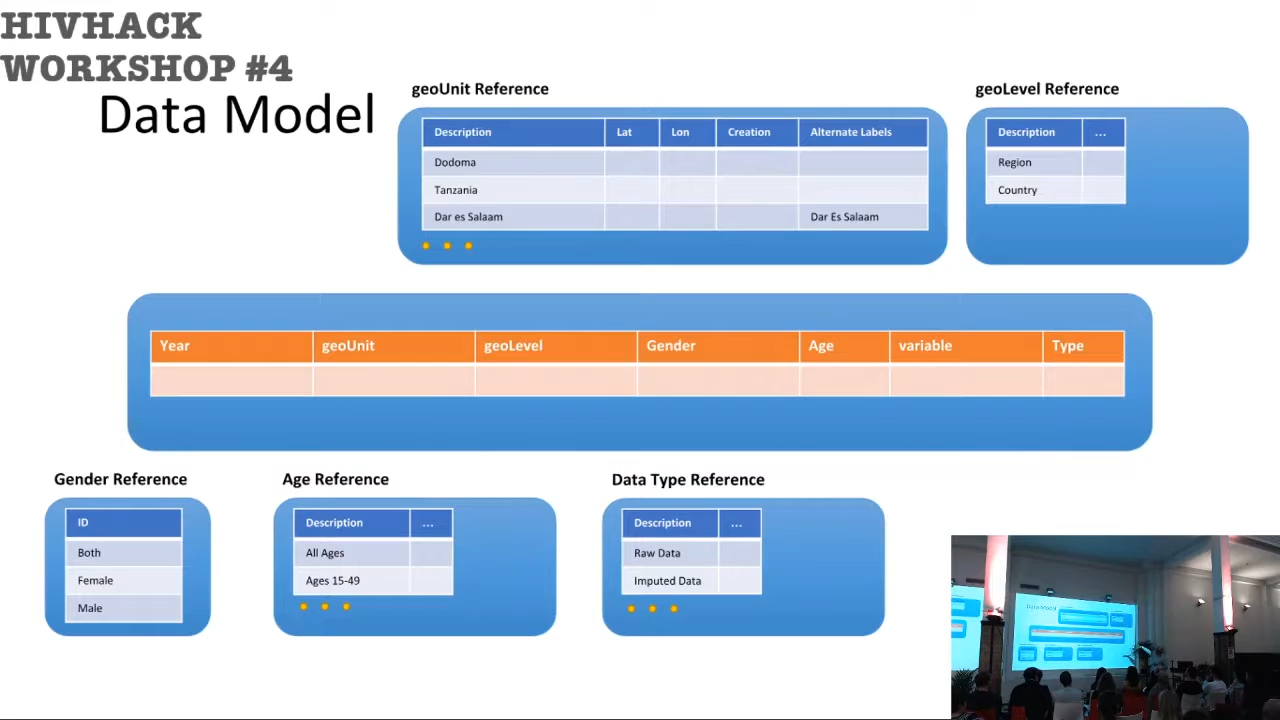 HIVHACK
WORKSHOP #4
Data Model
geoUnit Reference
Description Lat Lon Creation Alternate Labels
Dodoma
Tanzania
Dar es Salaam Dar Es Salaam
geoLevel Reference
Description ...
Region
Country
Year geoUnit geoLevel Gender Age variable Type
Gender Reference
ID
Both
Female
Male
Age Reference
Description ...
All Ages
Ages 15-49
Data Type Reference
Description ...
Raw Data
Imputed Data
Data Model